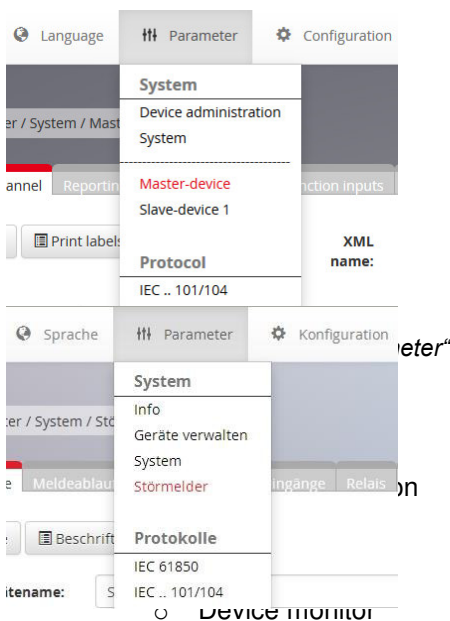 Language Parameter Configuration
System
Device administration
er / System / Mast
System
Master-device
annel Reportin nction inputs
Slave-device 1
Print labels XML name:
Protocol
IEC .. 101/104
Sprache Parameter Konfiguration
eter“
System
Info
ter / System / Stö
Geräte verwalten
System
Störmelder
e Meldeablau ingänge Relais
on
Beschrift
Protokolle
IEC 61850
itename: S
IEC .. 101/104
○ Device monitor